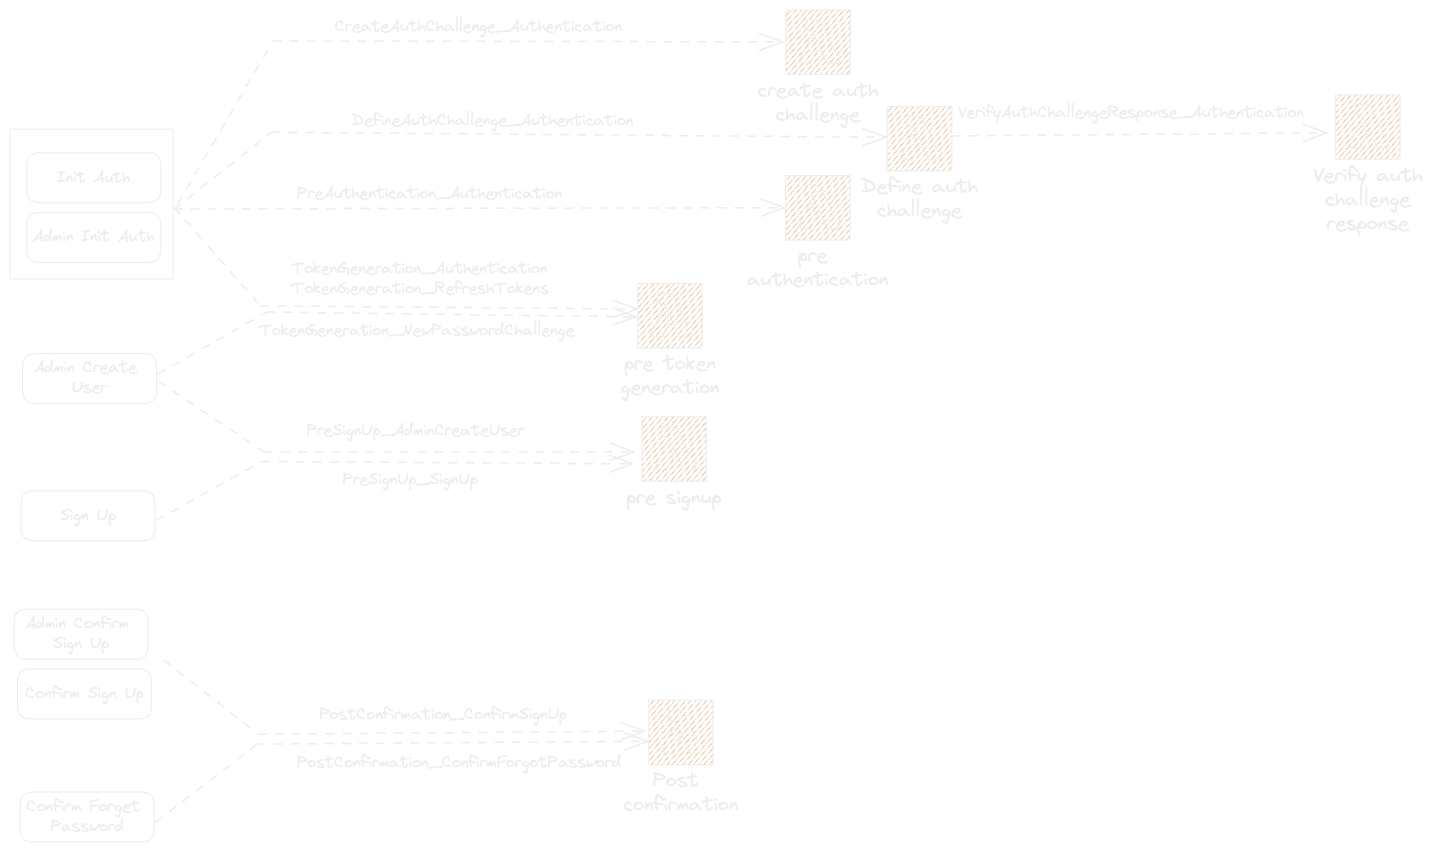 CreateAuthChallenge_Authentication
create auth
challenge
DefineAuthChallenge_Authentication
VerifyAuthChallengeResponse_Authentication
Define auth
challenge
Verify auth
challenge
response
Init Auth
Admin Init Auth
PreAuthentication_Authentication
pre
authentication
TokenGeneration_Authentication
TokenGeneration_RefreshTokens
TokenGeneration_NewPasswordChallenge
pre token
generation
Admin Create
User
PreSignUp_AdminCreateUser
PreSignUp_SignUp
pre signup
Sign Up
Admin Confirm
Sign Up
Confirm Sign Up
PostConfirmation_ConfirmSignUp
PostConfirmation_ConfirmForgotPassword
Post
confirmation
Confirm Forget
Password